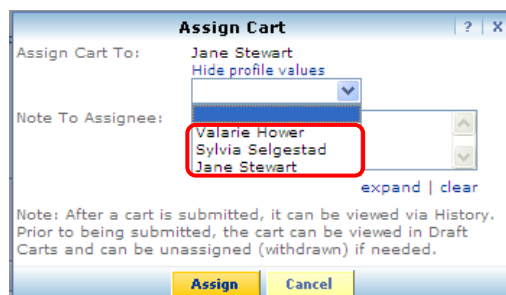 Assign Cart ? X
Assign Cart To: Jane Stewart
Hide profile values
Note To Assignee:
Valarie Hower
Sylvia Selgestad
Jane Stewart
expand | clear
Note: After a cart is submitted, it can be viewed via History.
Prior to being submitted, the cart can be viewed in Draft
Carts and can be unassigned (withdrawn) if needed.
Assign Cancel